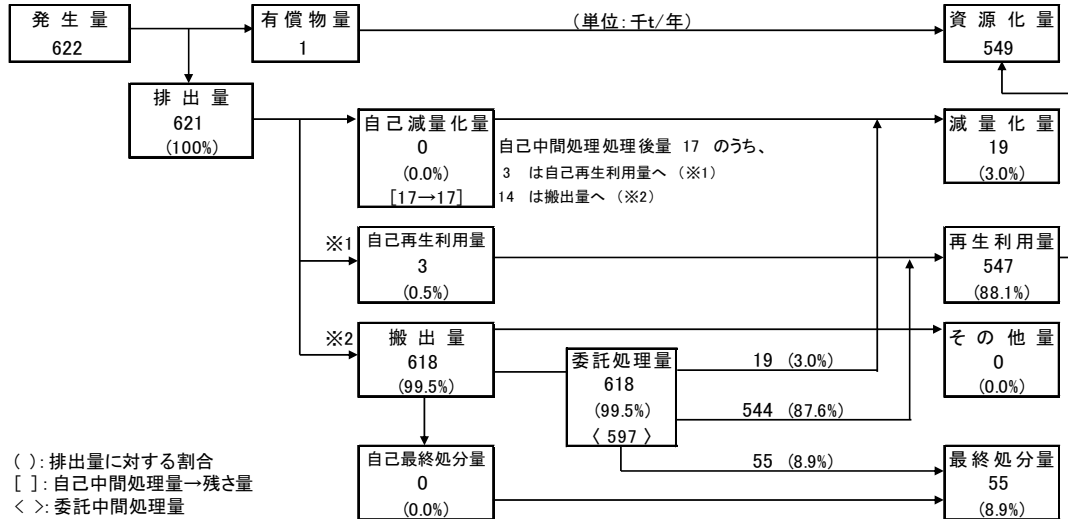 発生量
622
有償物量
1
(単位:千t/年)
資源化量
549
排出量
621
(100%)
自己減量化量
0
(0.0%)
[17→17]
自己中間処理処理後量 17 のうち、
3 は自己再生利用量へ (※1)
14 は搬出量へ (※2)
減量化量
19
(3.0%)
※1
自己再生利用量
3
(0.5%)
再生利用量
547
(88.1%)
※2
搬出量
618
(99.5%)
委託処理量
618
(99.5%)
〈 597 〉
19 (3.0%)
544 (87.6%)
55 (8.9%)
その他量
0
(0.0%)
自己最終処分量
0
(0.0%)
最終処分量
55
(8.9%)
( ):排出量に対する割合
[ ]:自己中間処理量→残さ量
< >:委託中間処理量